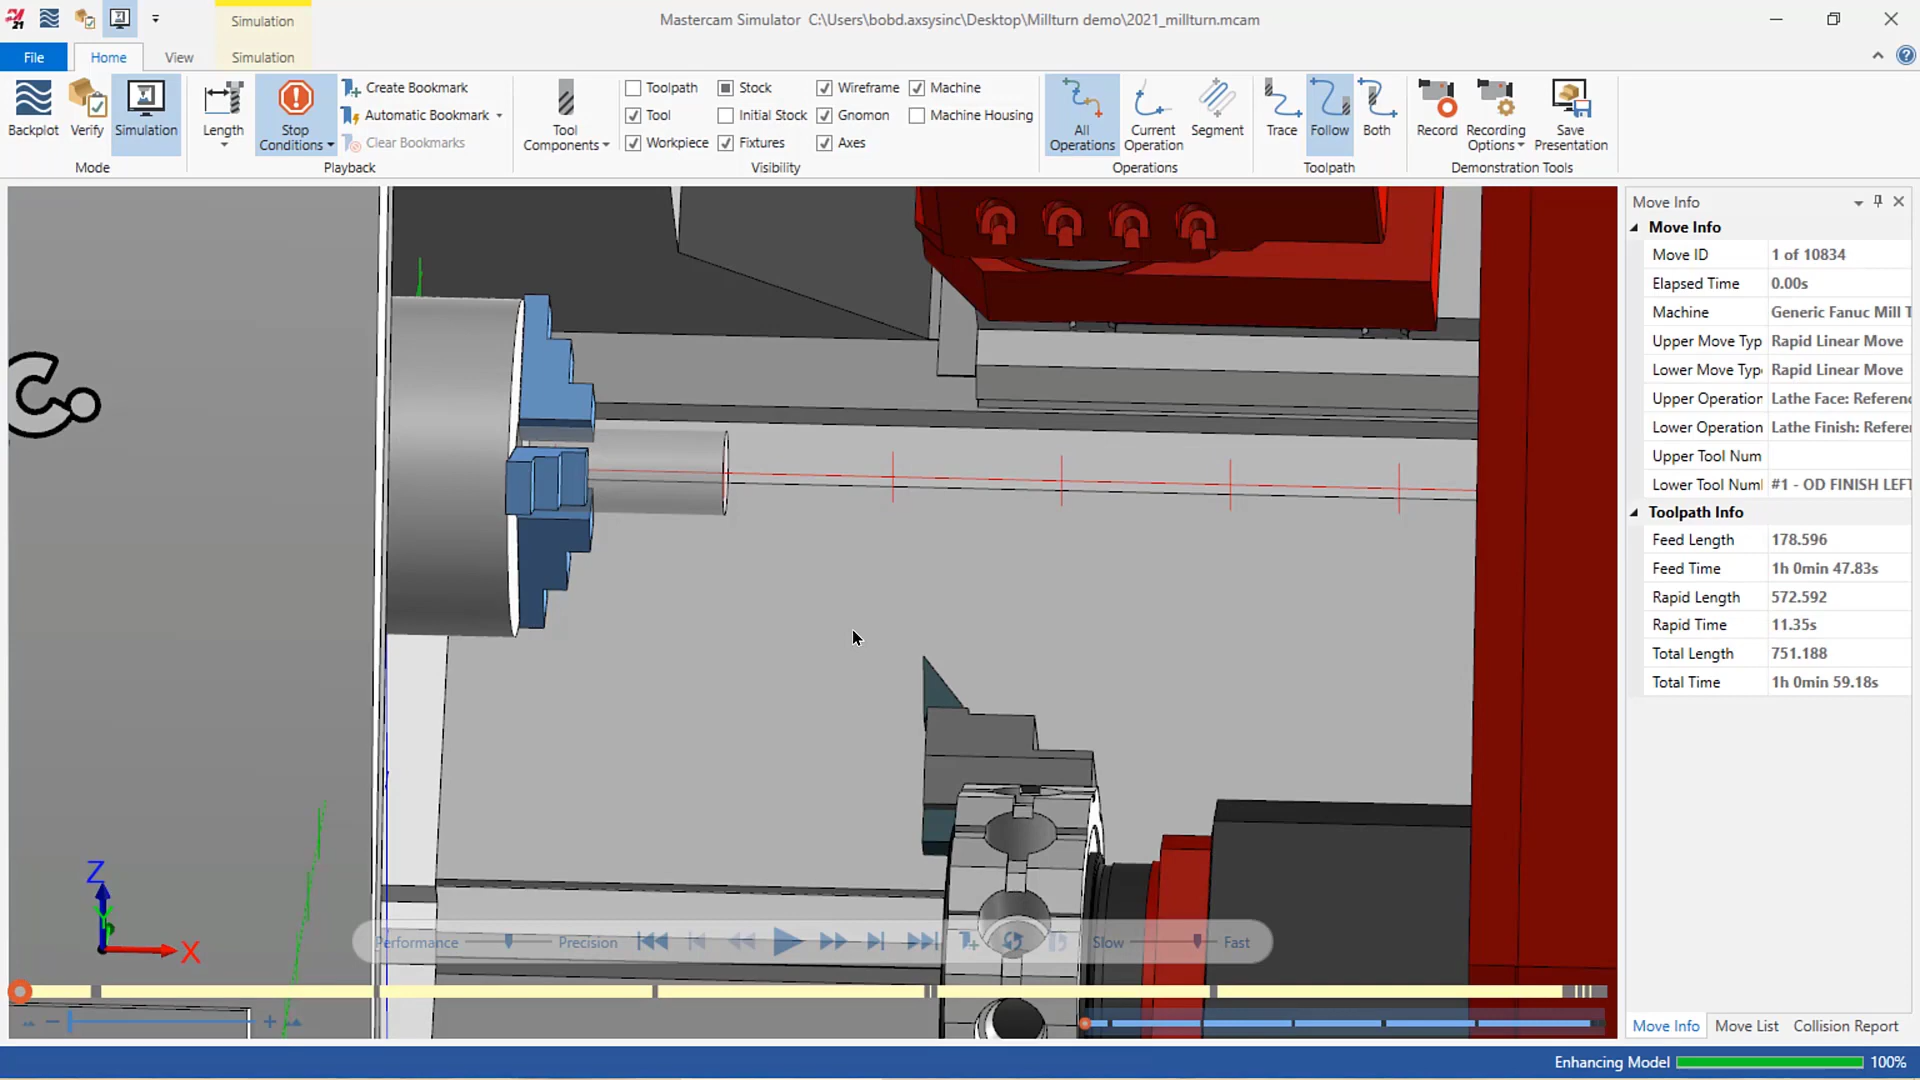 21
Simulation
Mastercam Simulator C:\Users\bobd.axsysinc\Desktop\Millturn demo\2021_millturn.mcam
File
Home
View
Simulation
Backplot
Verify
Simulation
Mode
Length
Stop Conditions
Create Bookmark
Automatic Bookmark
Clear Bookmarks
Playback
Tool Components
Toolpath
Stock
Wireframe
Machine
Tool
Initial Stock
Gnomon
Machine Housing
Workpiece
Fixtures
Axes
Visibility
All Operations
Current Operation
Segment
Operations
Trace
Follow
Both
Toolpath
Record
Recording Options
Save Presentation
Demonstration Tools
Move Info
Move Info
Move ID 1 of 10834
Elapsed Time 0.00s
Machine Generic Fanuc Mill T
Upper Move Typ Rapid Linear Move
Lower Move Type Rapid Linear Move
Upper Operation Lathe Face: Referenc
Lower Operation Lathe Finish: Referen
Upper Tool Num
Lower Tool Numl #1 - OD FINISH LEFT
Toolpath Info
Feed Length 178.596
Feed Time 1h 0min 47.83s
Rapid Length 572.592
Rapid Time 11.35s
Total Length 751.188
Total Time 1h 0min 59.18s
Z
X
Performance
Precision
Slow
Fast
Move Info
Move List
Collision Report
Enhancing Model 100%